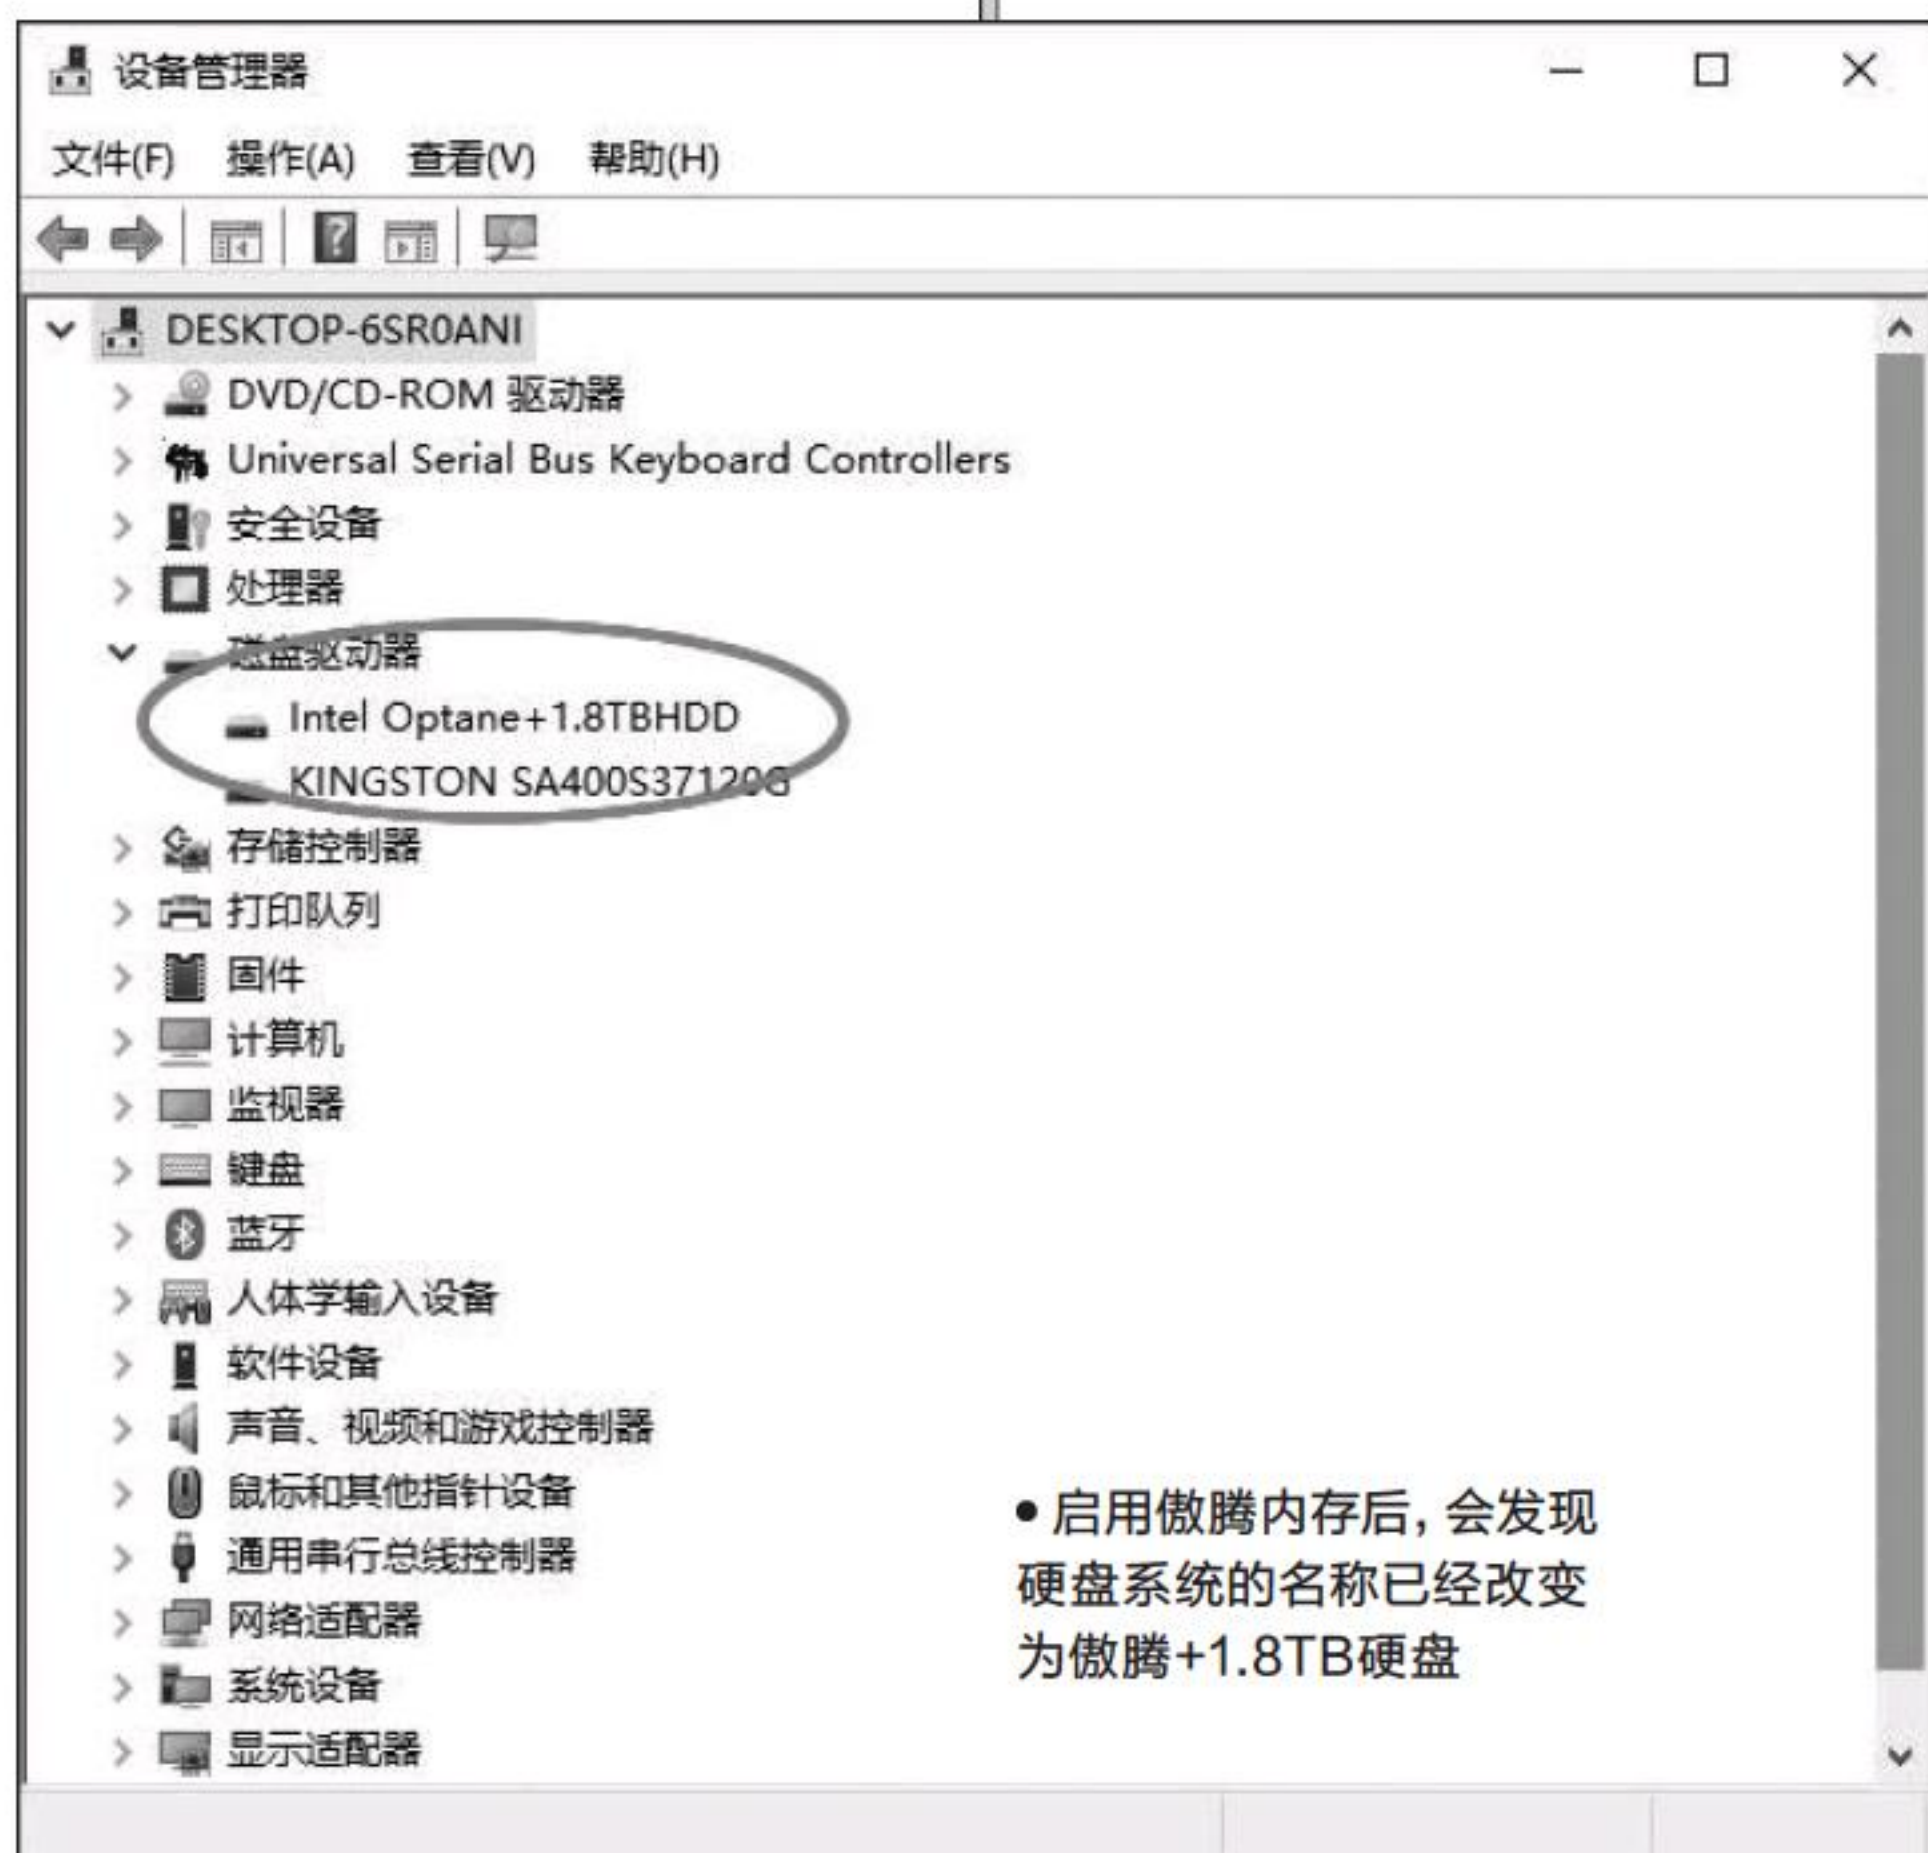 设备管理器
文件(F) 操作(A) 查看(V) 帮助(H)
DESKTOP-6SR0ANI
DVD/CD-ROM 驱动器
Universal Serial Bus Keyboard Controllers
安全设备
处理器
磁盘驱动器
Intel Optane+1.8TBHDD
KINGSTON SA400S37120G
存储控制器
打印队列
固件
计算机
监视器
键盘
蓝牙
人体学输入设备
软件设备
声音、视频和游戏控制器
鼠标和其他指针设备
通用串行总线控制器
网络适配器
系统设备
显示适配器
●启用傲腾内存后, 会发现
硬盘系统的名称已经改变
为傲腾+1.8TB硬盘